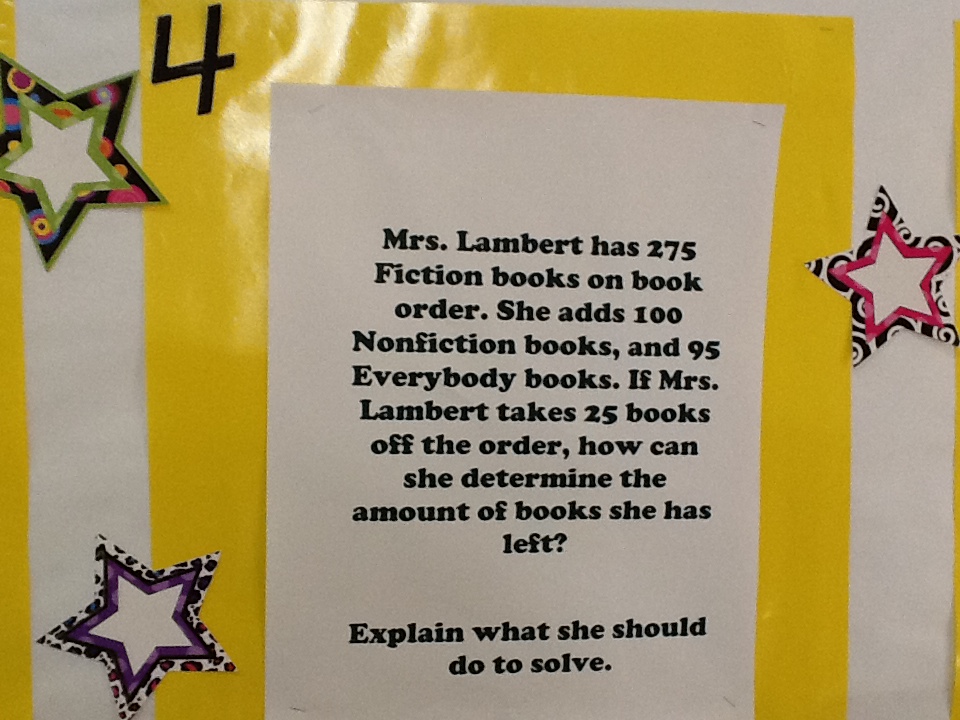 4
Mrs. Lambert has 275
Fiction books on book
order. She adds 100
Nonfiction books, and 95
Everybody books. If Mrs.
Lambert takes 25 books
off the order, how can
she determine the
amount of books she has
left?
Explain what she should
do to solve.